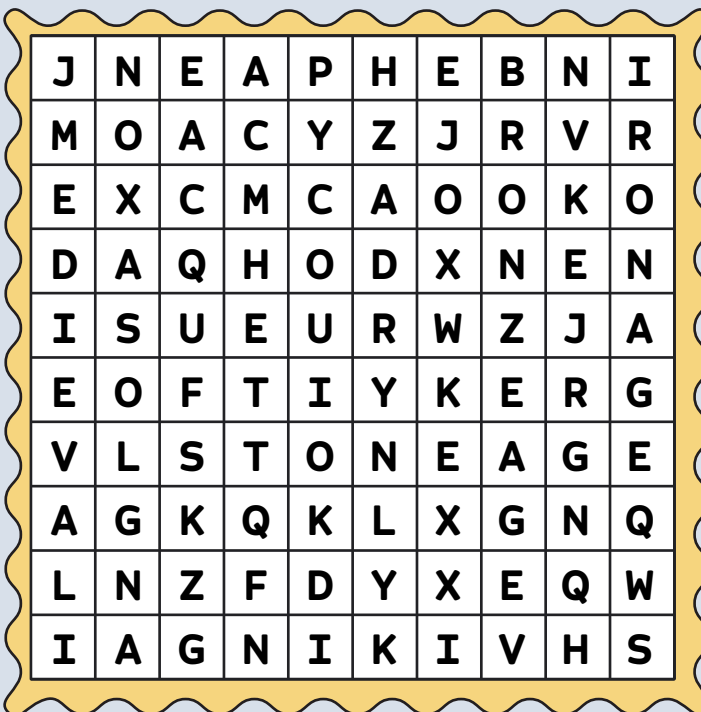 J N E A P H E B N I
M O A C Y Z J R V R
E X C M C A O O K O
D A Q H O D X N E N
I S U E U R W Z J A
E O F T I Y K E R G
V L S T O N E A G E
A G K Q K L X G N Q
L N Z F D Y X E Q W
I A G N I K I V H S